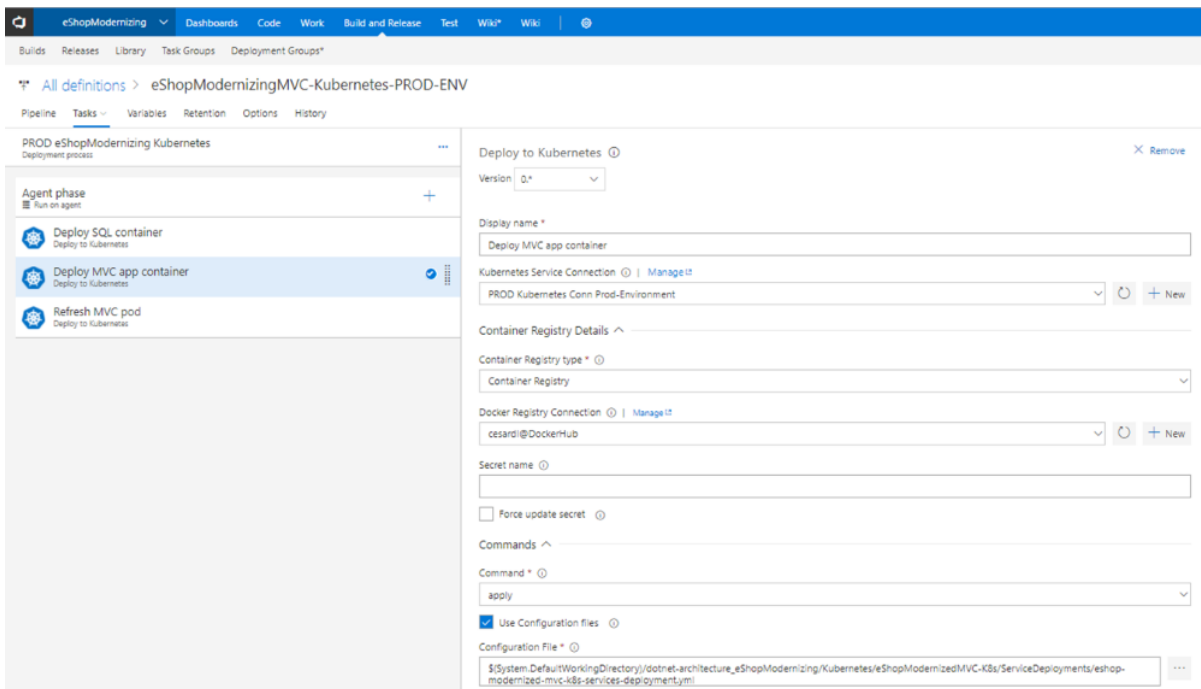 eShopModernizing Dashboards Code Work Build and Release Test Wiki* Wiki
Builds Releases Library Task Groups Deployment Groups*
All definitions > eShopModernizingMVC-Kubernetes-PROD-ENV
Pipeline Tasks Variables Retention Options History
PROD eShopModernizing Kubernetes
Deployment process
Agent phase
Run on agent
Deploy SQL container
Deploy to Kubernetes
Deploy MVC app container
Deploy to Kubernetes
Refresh MVC pod
Deploy to Kubernetes
Deploy to Kubernetes
Remove
Version 0.*
Display name *
Deploy MVC app container
Kubernetes Service Connection | Manage
PROD Kubernetes Conn Prod-Environment
New
Container Registry Details
Container Registry type *
Container Registry
Docker Registry Connection | Manage
cesardl@DockerHub
New
Secret name
Force update secret
Commands
Command *
apply
Use Configuration files
Configuration File *
$(System.DefaultWorkingDirectory)/dotnet-architecture_eShopModernizing/Kubernetes/eShopModernizedMVC-K8s/ServiceDeployments/eshop-
modernized-mvc-k8s-services-deployment.yml